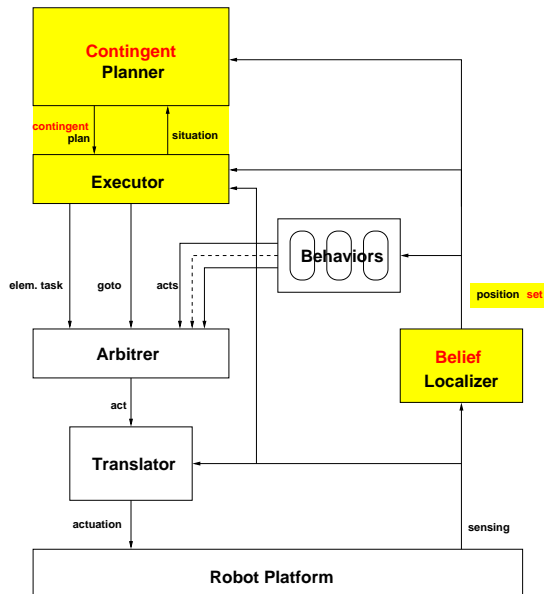 Contingent
Planner
contingent
plan
situation
Executor
Behaviors
elem. task
goto
acts
position set
Arbitrer
Belief
Localizer
act
Translator
actuation
sensing
Robot Platform